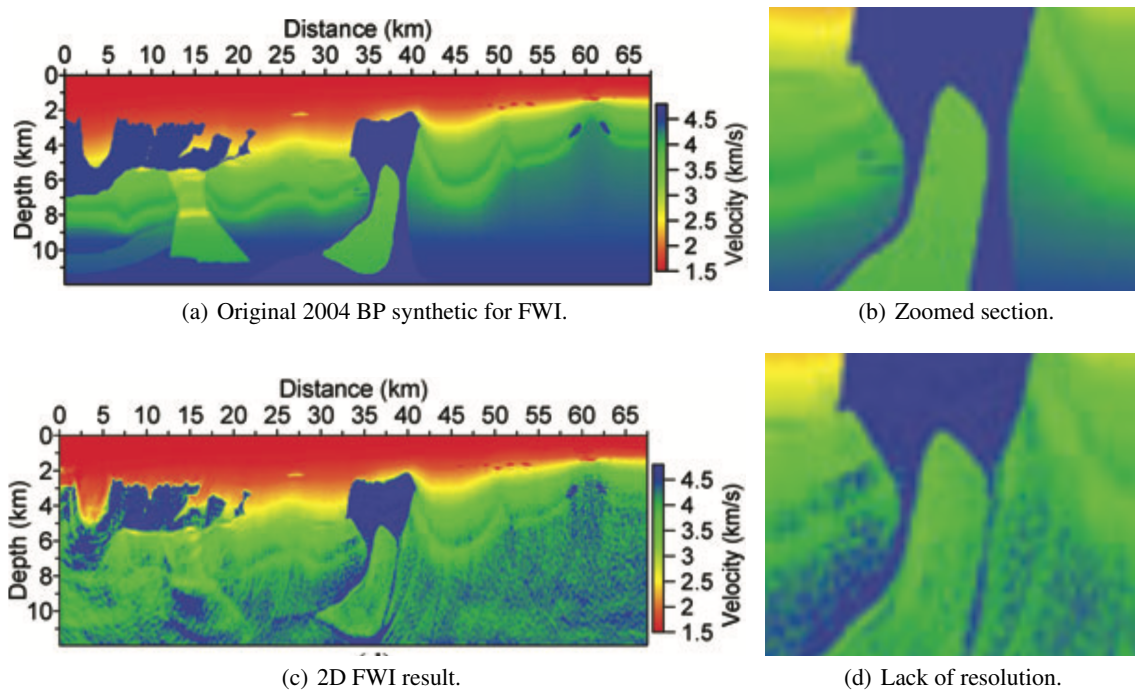 Distance (km)
0 5 10 15 20 25 30 35 40 45 50 55 60 65
Depth (km)
0
2
4
6
8
10
4.5
4
3.5
3
2.5
2
1.5
Velocity (km/s)
(a) Original 2004 BP synthetic for FWI.
(b) Zoomed section.
Distance (km)
0 5 10 15 20 25 30 35 40 45 50 55 60 65
Depth (km)
0
2
4
6
8
10
4.5
4
3.5
3
2.5
2
1.5
Velocity (km/s)
(c) 2D FWI result.
(d) Lack of resolution.